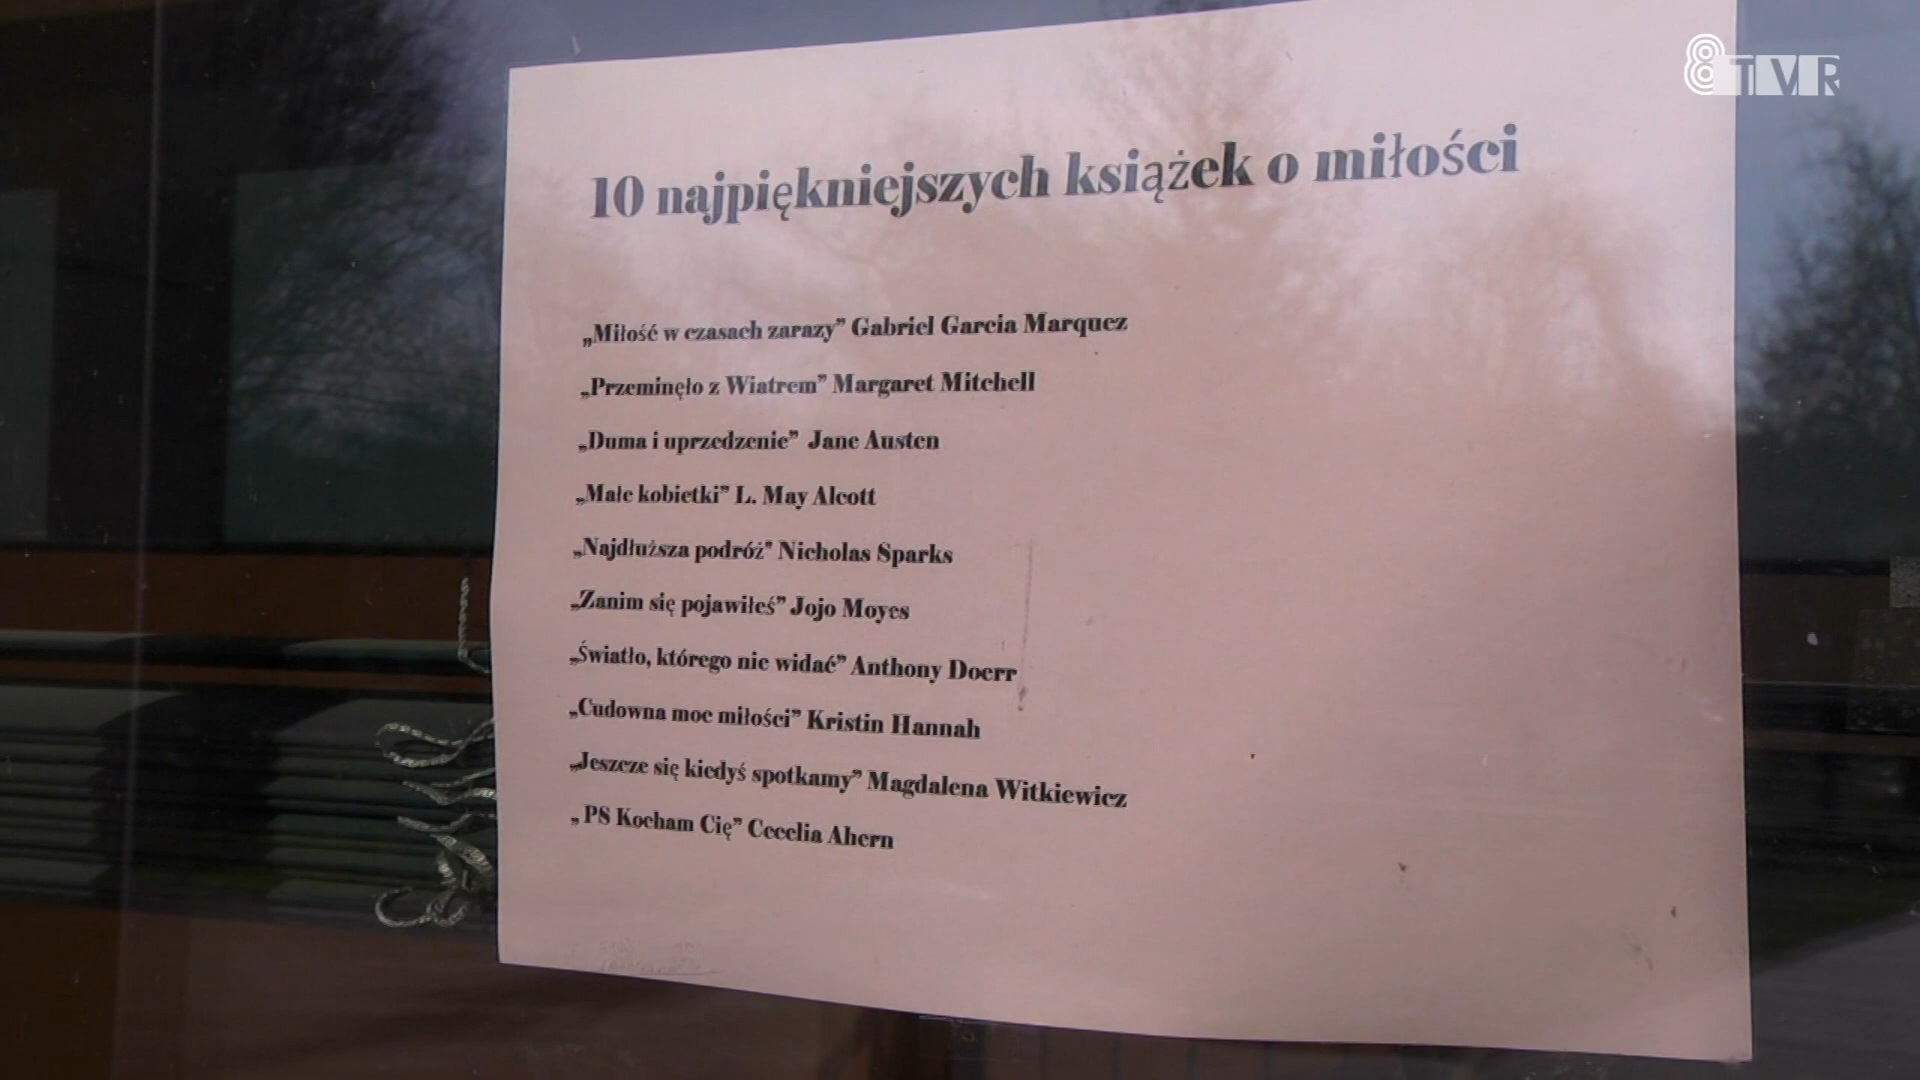 8TVR
10 najpiękniejszych książek o miłości
„Miłość w czasach zarazy” Gabriel Garcia Marquez
„Przeminęło z Wiatrem” Margaret Mitchell
„Duma i uprzedzenie” Jane Austen
„Małe kobietki” L. May Alcott
„Najdłuższa podróż” Nicholas Sparks
„Zanim się pojawiłeś” Jojo Moyes
„Światło, którego nie widać” Anthony Doerr
„Cudowna moc miłości” Kristin Hannah
„Jeszcze się kiedyś spotkamy” Magdalena Witkiewicz
„ PS Kocham Cię” Cecelia Ahern